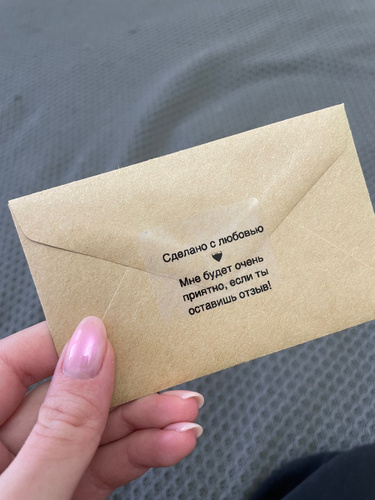 Сделано с любовью
🖤
Мне будет очень
приятно, если ты
оставишь отзыв!